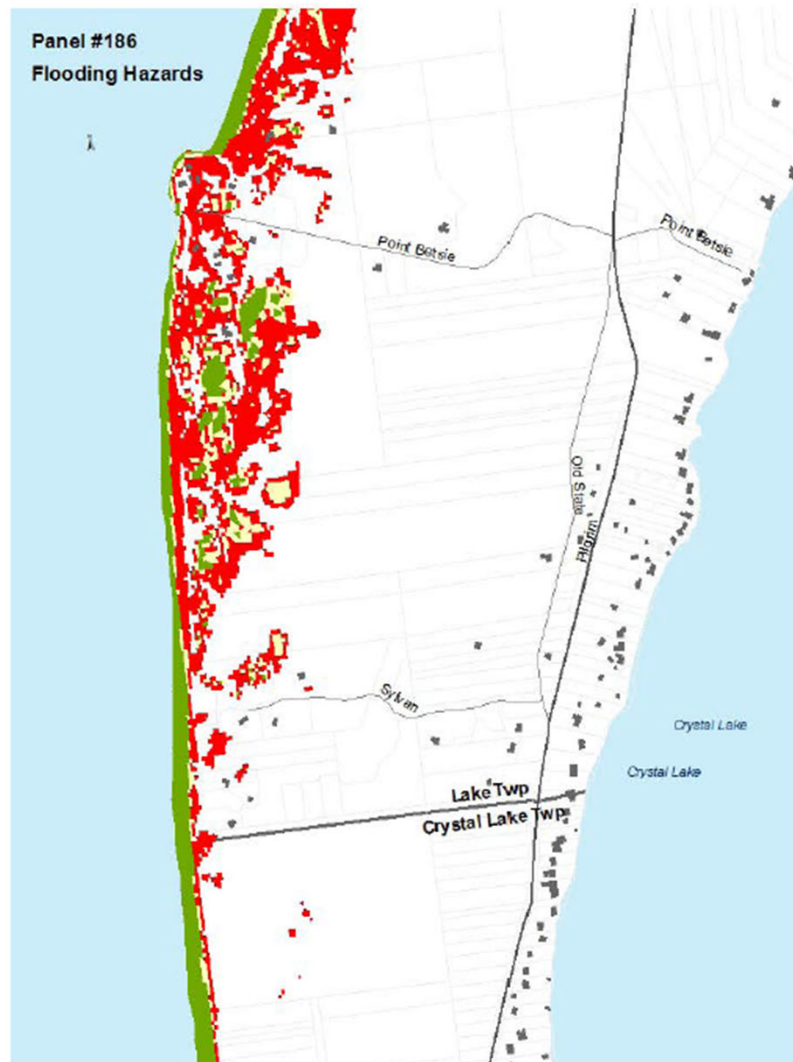 Panel #186
Flooding Hazards
Point Betsie
Point Betsie
Old State
Pilgrim
Sylvan
Crystal Lake
Crystal Lake
Lake Twp
Crystal Lake Twp